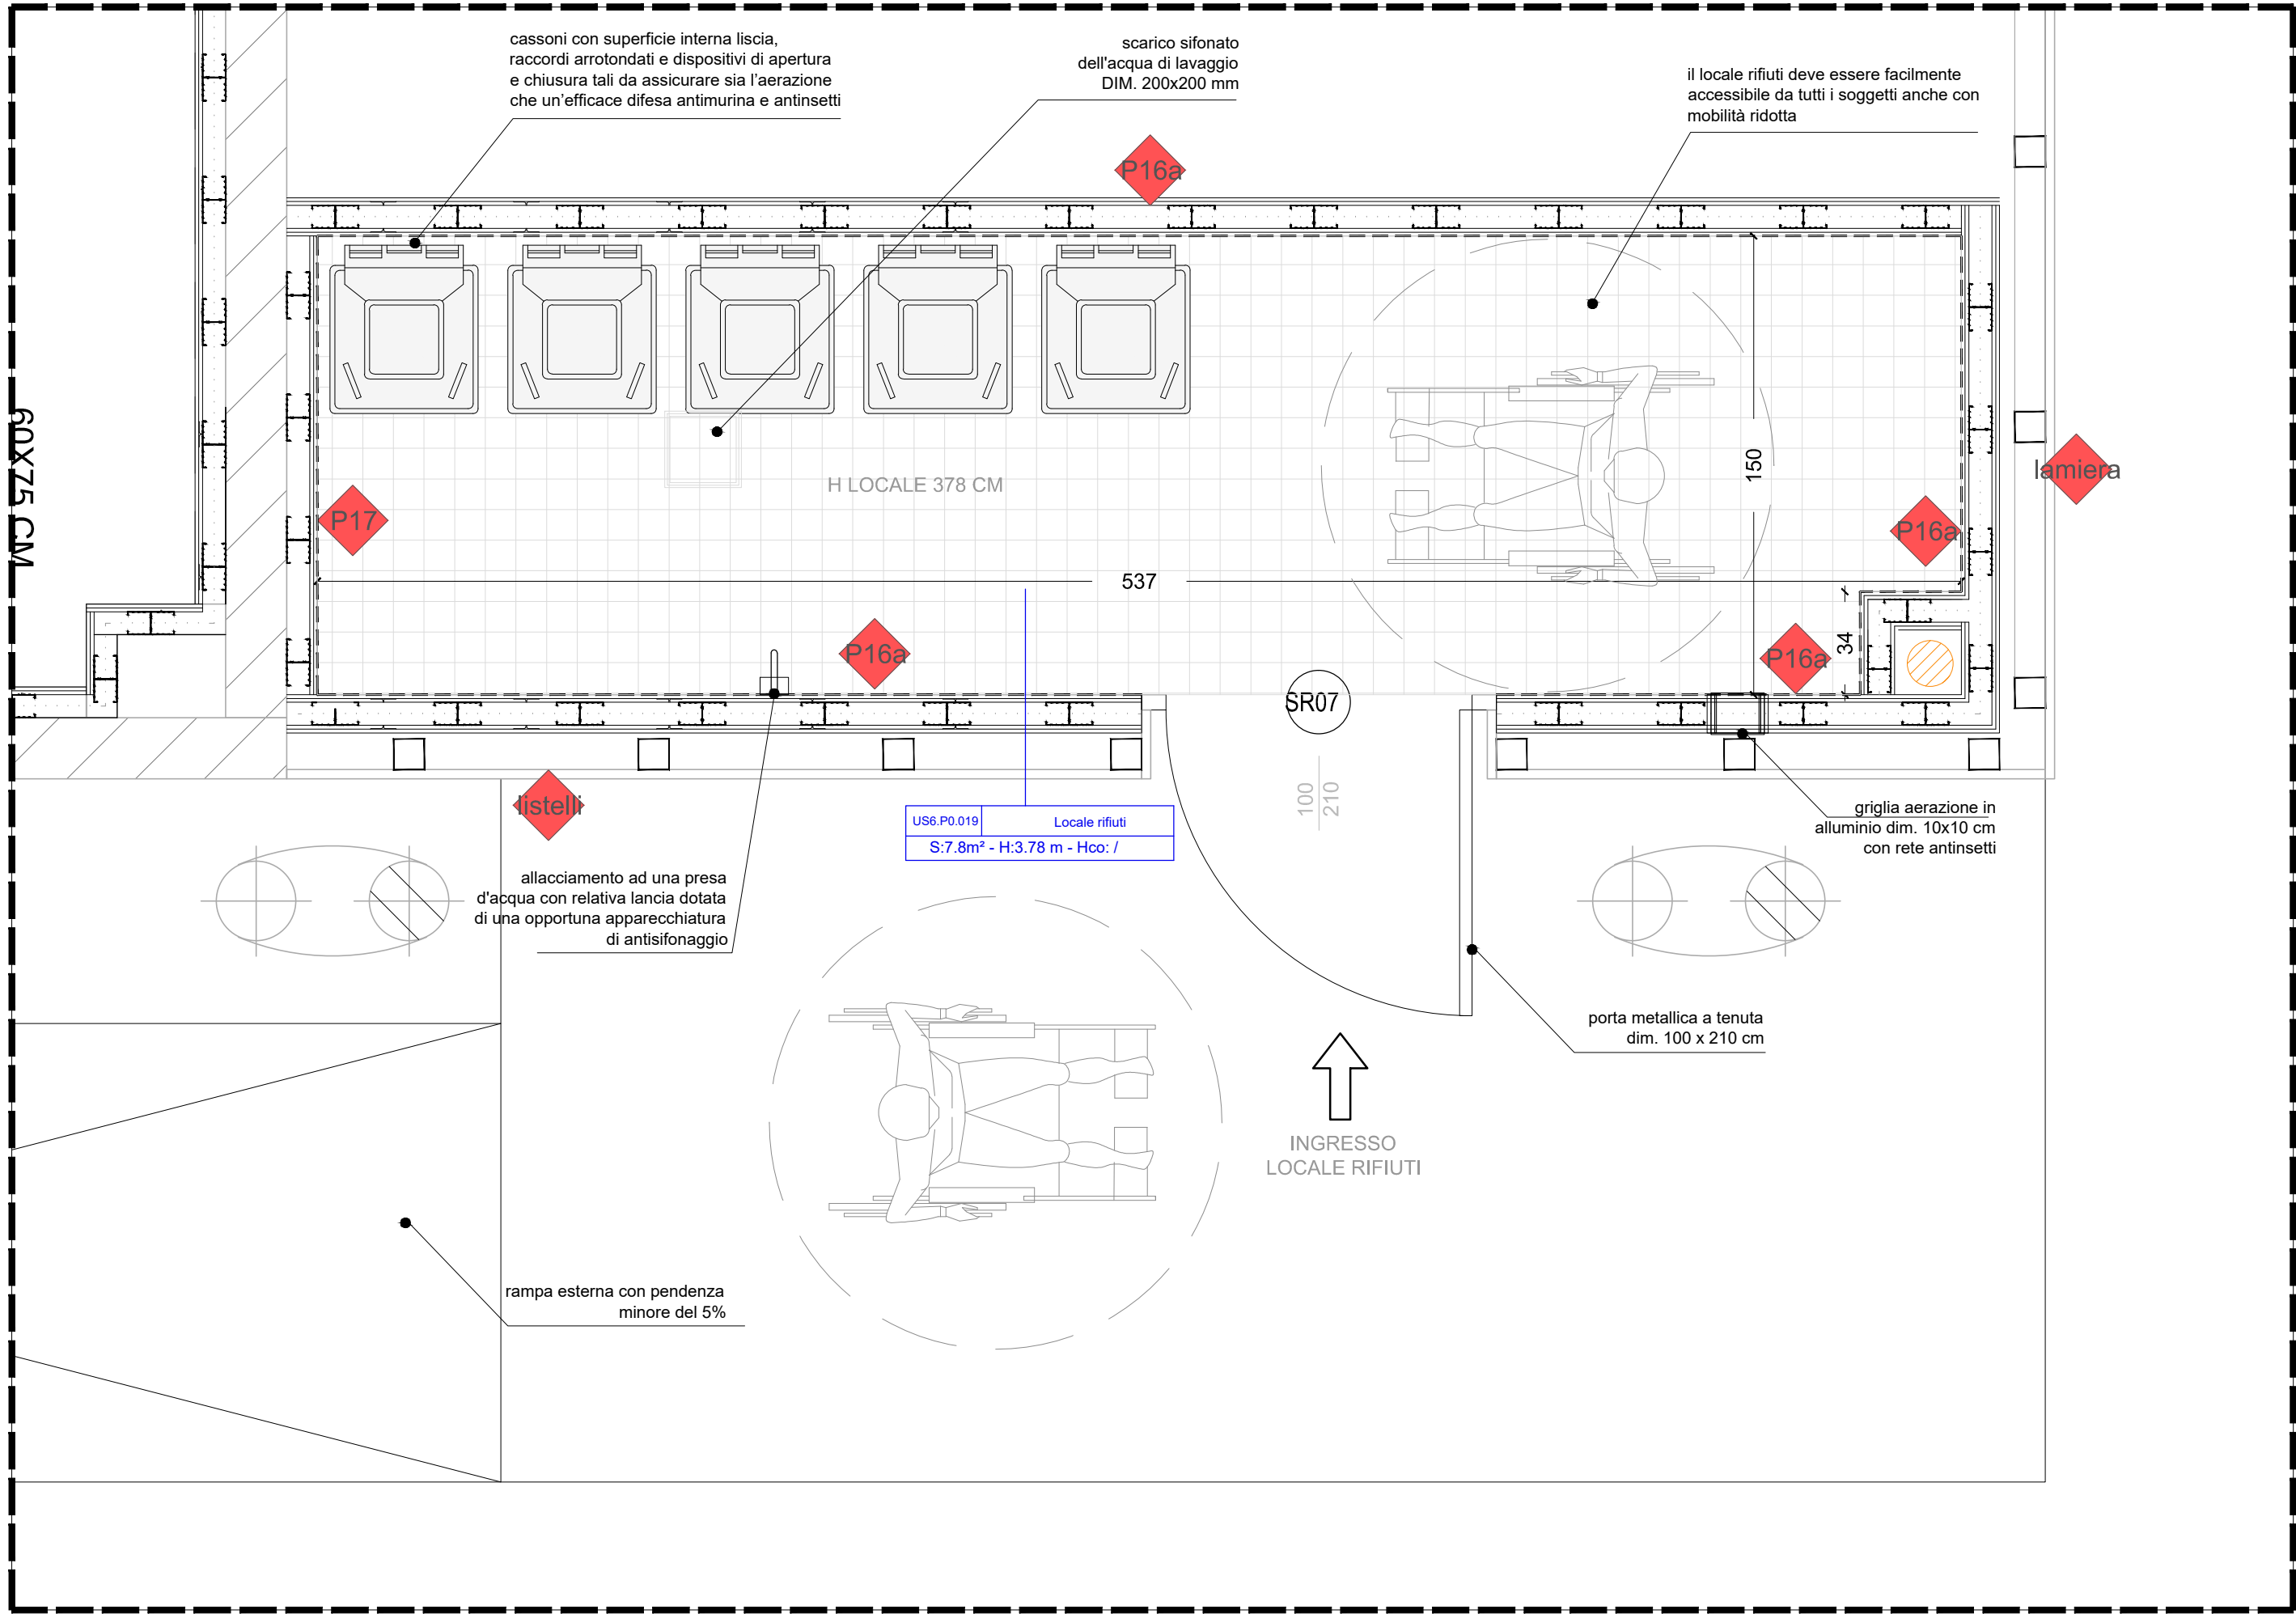 cassoni con superficie interna liscia,
raccordi arrotondati e dispositivi di apertura
e chiusura tali da assicurare sia l’aerazione
che un’efficace difesa antimurina e antinsetti
scarico sifonato
dell'acqua di lavaggio
DIM. 200x200 mm
il locale rifiuti deve essere facilmente
accessibile da tutti i soggetti anche con
mobilità ridotta
P16a
60X75 CM
H LOCALE 378 CM
150
lamiera
P17
P16a
537
P16a
34
P16a
SR07
100
210
listelli
US6.P0.019
Locale rifiuti
S:7.8m² - H:3.78 m - Hco: /
griglia aerazione in
alluminio dim. 10x10 cm
con rete antinsetti
allacciamento ad una presa
d'acqua con relativa lancia dotata
di una opportuna apparecchiatura
di antisifonaggio
porta metallica a tenuta
dim. 100 x 210 cm
INGRESSO
LOCALE RIFIUTI
rampa esterna con pendenza
minore del 5%